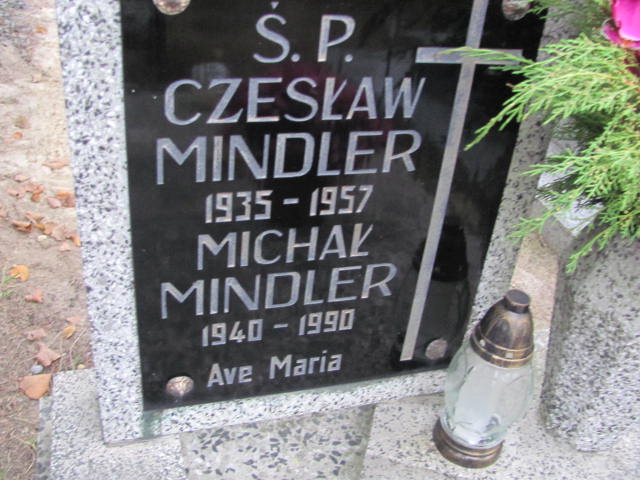 Ś. P.
CZESŁAW
MINDLER
1935 - 1957
MICHAŁ
MINDLER
1940 - 1990
Ave Maria